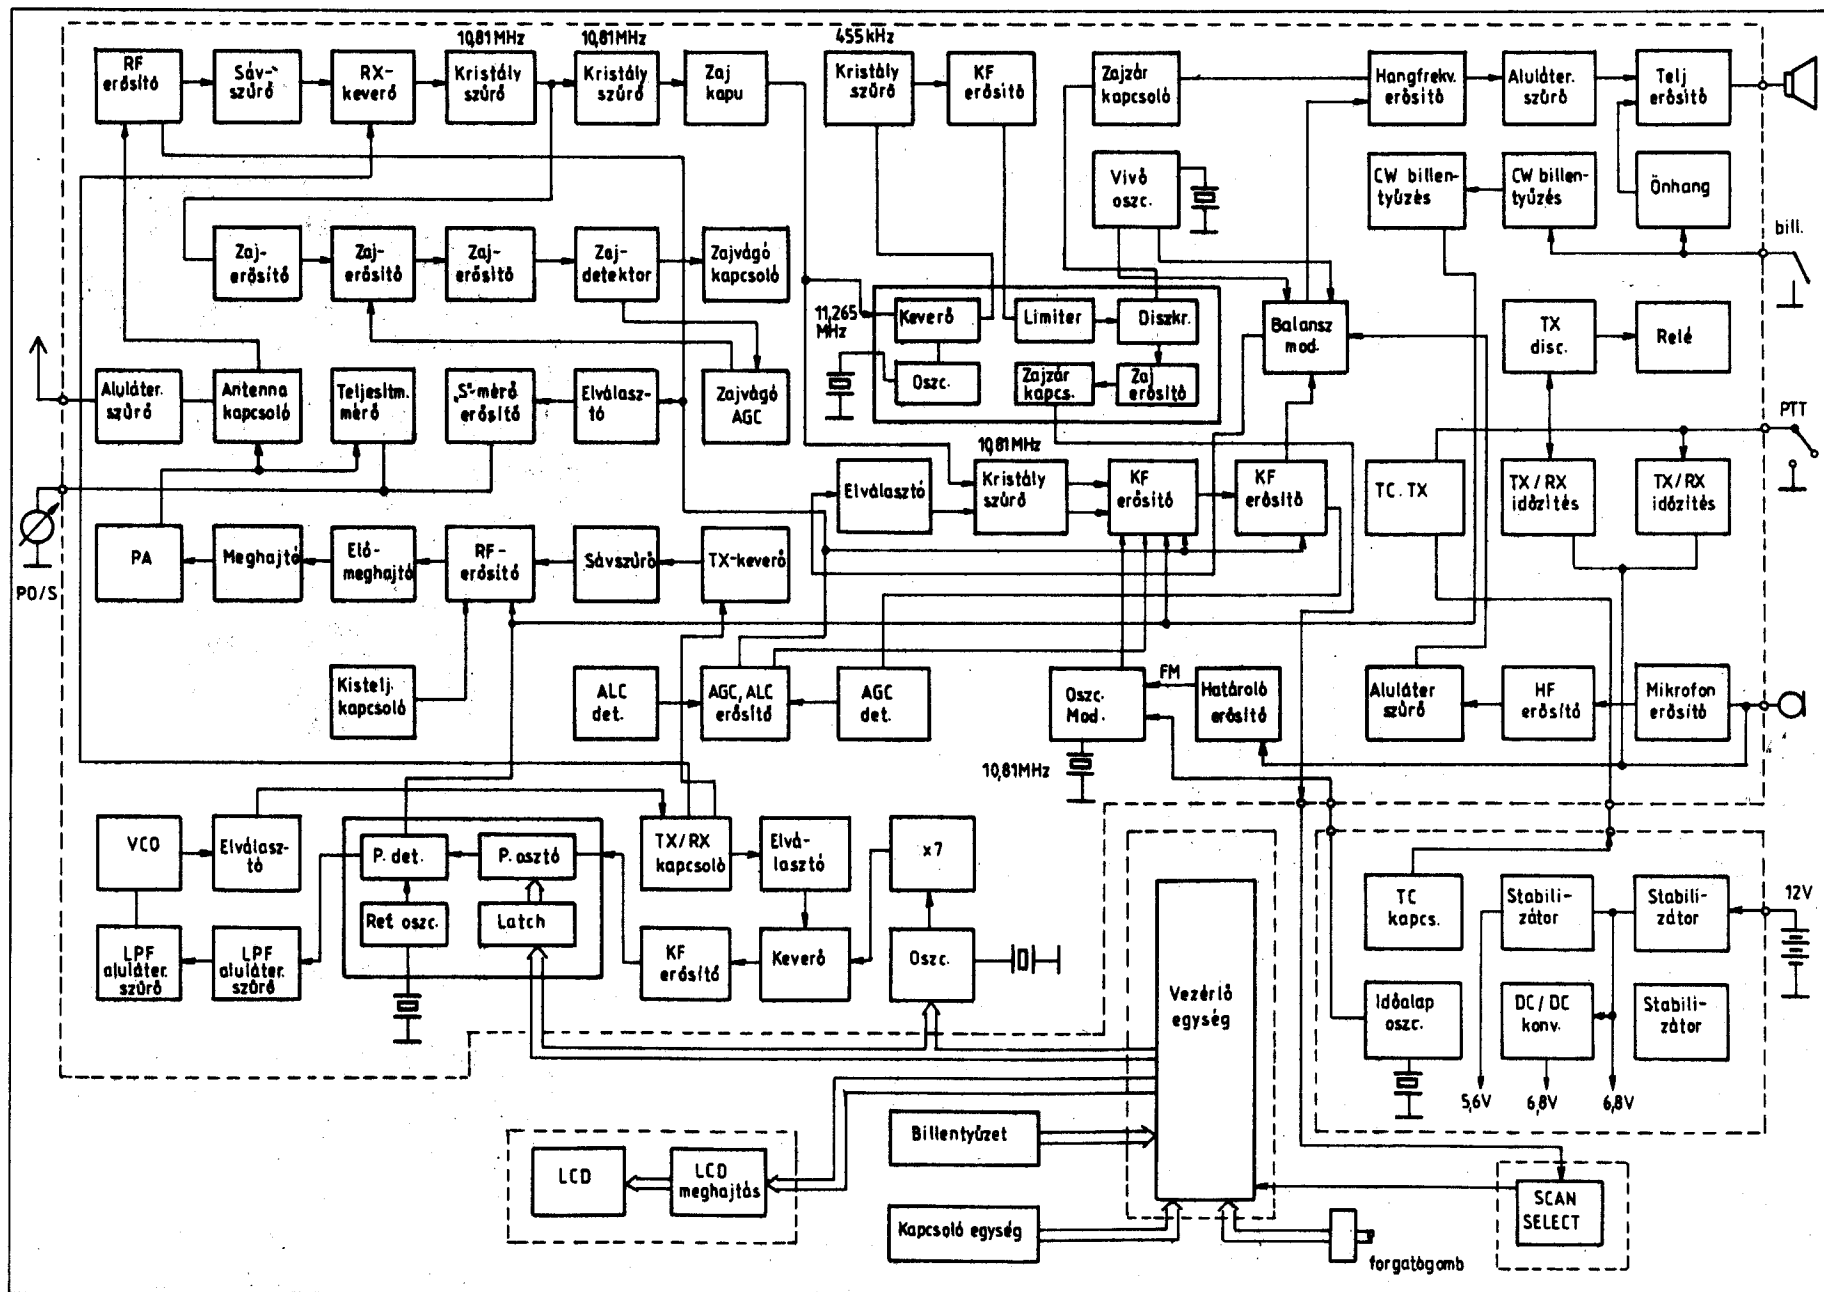 10,81 MHz
10,81 MHz
455 kHz
RF
erősítő
Sáv-
szűrő
RX-
keverő
Kristály
szűrő
Kristály
szűrő
Zaj
kapu
Kristály
szűrő
KF
erősítő
Zajzár
kapcsoló
Hangfrekv.
erősítő
Aluláter.
szűrő
Telj
erősítő
Vivő
oszc.
CW billen-
tyűzés
CW billen-
tyűzés
Önhang
bill.
Zaj-
erősítő
Zaj-
erősítő
Zaj-
erősítő
Zaj-
detektor
Zajvágó
kapcsoló
11,265
MHz
Keverő
Limiter
Diszkr.
Oszc.
Zajzár
kapcs.
Zaj
erősítő
Balansz
mod.
TX
disc.
Relé
Aluláter.
szűrő
Antenna
kapcsoló
Teljesítm.
mérő
„S"-mérő
erősítő
Elválasz-
tó
Zajvágó
AGC
PTT
10,81MHz
Elválasztó
Kristály
szűrő
KF
erősítő
KF
erősítő
TC. TX
TX / RX
időzítés
TX/RX
időzítés
PO/S
PA
Meghajtó
Elő-
meghajtó
RF-
erősítő
Sávszűrő
TX-keverő
Kistelj.
kapcsoló
ALC
det.
AGC, ALC
erősítő
AGC
det.
Oszc.
Mod.
FM
Határoló
erősítő
Aluláter
szűrő
HF
erősítő
Mikrofon
erősítő
10,81MHz
VCO
Elválasz-
tó
P. det.
P. osztó
Ref. oszc.
Latch
TX/RX
kapcsoló
Elvá-
lasztó
x7
LPF
aluláter.
szűrő
LPF
aluláter.
szűrő
KF
erősítő
Keverő
Oszc.
Vezérlő
egység
TC
kapcs.
Stabili-
zátor
Stabili-
zátor
12V
Időalap
oszc.
DC / DC
konv.
Stabili-
zátor
5,6V
6,8V
6,8V
Billentyűzet
LCD
LCD
meghajtás
Kapcsoló egység
SCAN
SELECT
forgatógomb